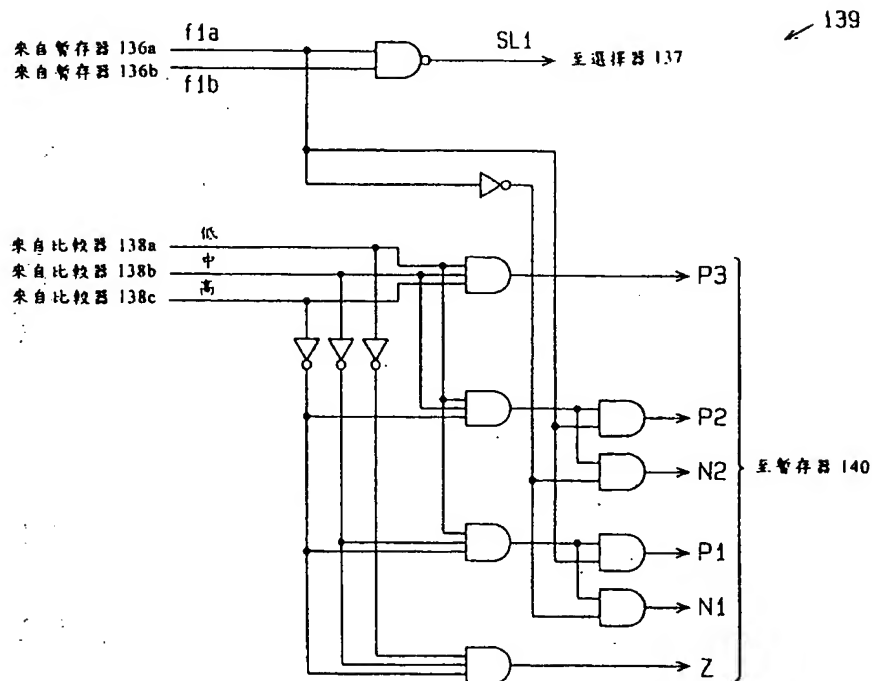 139
f1a
來自暫存器 136a
SL1
至選擇器 137
來自暫存器 136b
f1b
來自比較器 138a 低
來自比較器 138b 中
來自比較器 138c 高
P3
P2
N2
至暫存器 140
P1
N1
Z